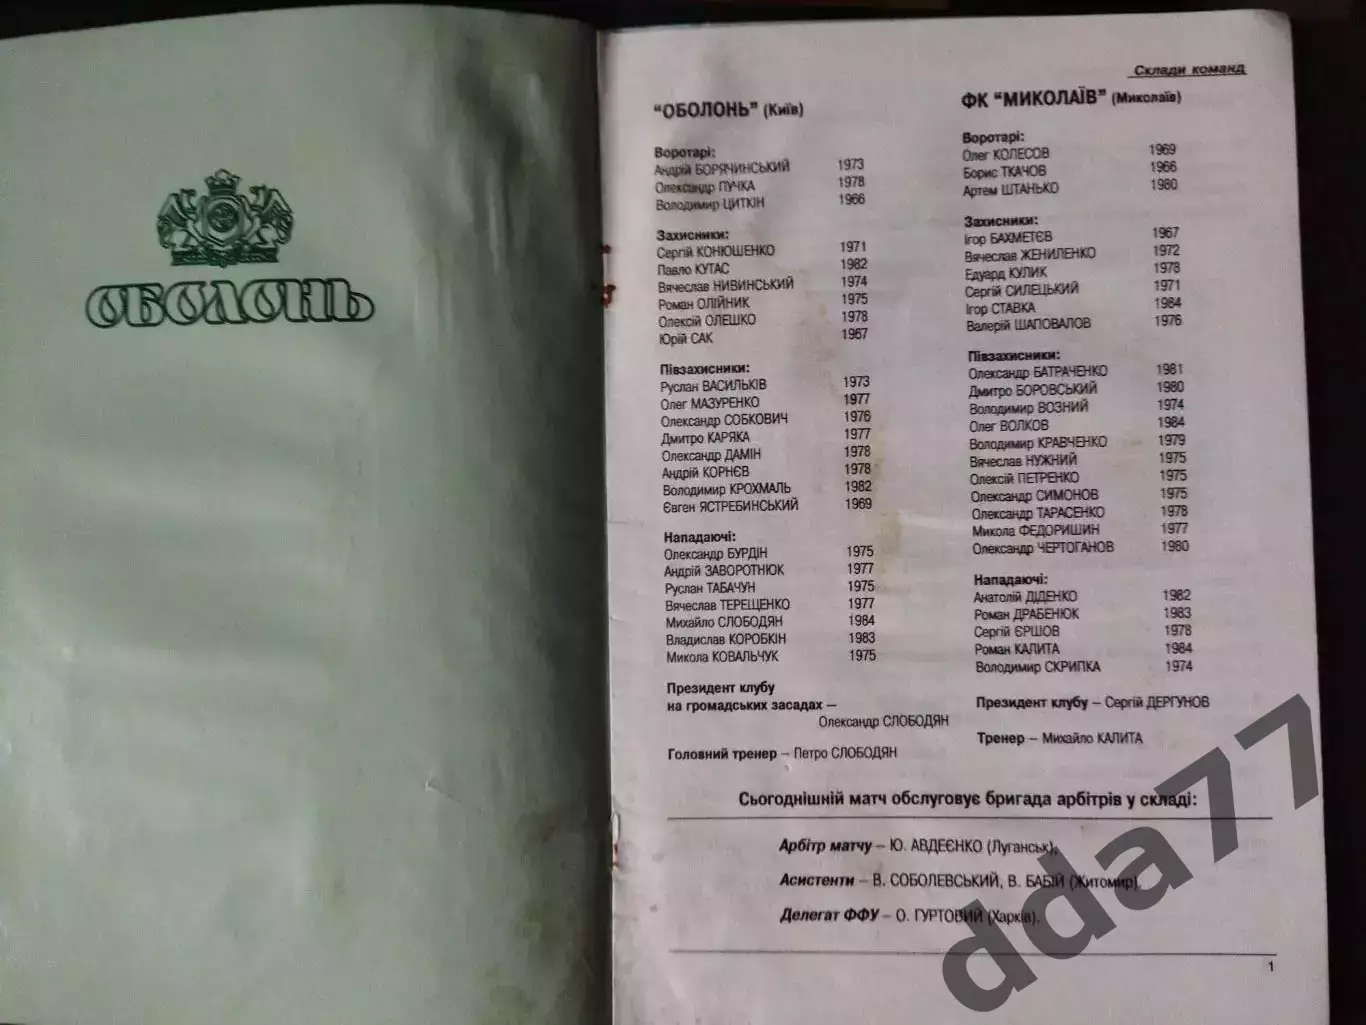 ОБОЛОНЬ
Склади команд
"ОБОЛОНЬ" (Київ)
Воротарі:
Андрій БОРЯЧИНСЬКИЙ 1973
Олександр ПУЧКА 1978
Володимир ЦИТКІН 1966
Захисники:
Сергій КОНЮШЕНКО 1971
Павло КУТАС 1982
Вячеслав НИВИНСЬКИЙ 1974
Роман ОЛІЙНИК 1975
Олексій ОЛЕШКО 1978
Юрій САК 1967
Півзахисники:
Руслан ВАСИЛЬКІВ 1973
Олег МАЗУРЕНКО 1977
Олександр СОБКОВИЧ 1976
Дмитро КАРЯКА 1977
Олександр ДАМІН 1978
Андрій КОРНЄВ 1978
Володимир КРОХМАЛЬ 1982
Євген ЯСТРЕБИНСЬКИЙ 1969
Нападаючі:
Олександр БУРДІН 1975
Андрій ЗАВОРОТНЮК 1977
Руслан ТАБАЧУН 1975
Вячеслав ТЕРЕЩЕНКО 1977
Михайло СЛОБОДЯН 1984
Владислав КОРОБКІН 1983
Микола КОВАЛЬЧУК 1975
Президент клубу
на громадських засадах –
Олександр СЛОБОДЯН
Головний тренер – Петро СЛОБОДЯН
ФК "МИКОЛАЇВ" (Миколаїв)
Воротарі:
Олег КОЛЕСОВ 1969
Борис ТКАЧОВ 1966
Артем ШТАНЬКО 1980
Захисники:
Ігор БАХМЕТЄВ 1967
Вячеслав ЖЕНИЛЕНКО 1972
Едуард КУЛИК 1978
Сергій СИЛЕЦЬКИЙ 1971
Ігор СТАВКА 1984
Валерій ШАПОВАЛОВ 1976
Півзахисники:
Олександр БАТРАЧЕНКО 1981
Дмитро БОРОВСЬКИЙ 1980
Володимир ВОЗНИЙ 1974
Олег ВОЛКОВ 1984
Володимир КРАВЧЕНКО 1979
Вячеслав НУЖНИЙ 1975
Олексій ПЕТРЕНКО 1975
Олександр СИМОНОВ 1975
Олександр ТАРАСЕНКО 1978
Микола ФЕДОРИШИН 1977
Олександр ЧЕРТОГАНОВ 1980
Нападаючі:
Анатолій ДІДЕНКО 1982
Роман ДРАБЕНЮК 1983
Сергій ЄРШОВ 1978
Роман КАЛИТА 1984
Володимир СКРИПКА 1974
Президент клубу – Сергій ДЕРГУНОВ
Тренер – Михайло КАЛИТА
Сьогоднішній матч обслуговує бригада арбітрів у складі:
Арбітр матчу – Ю. АВДЕЄНКО (Луганськ),
Асистенти – В. СОБОЛЕВСЬКИЙ, В. БАБІЙ (Житомир),
Делегат ФФУ – О. ГУРТОВИЙ (Харків).
1
dda77